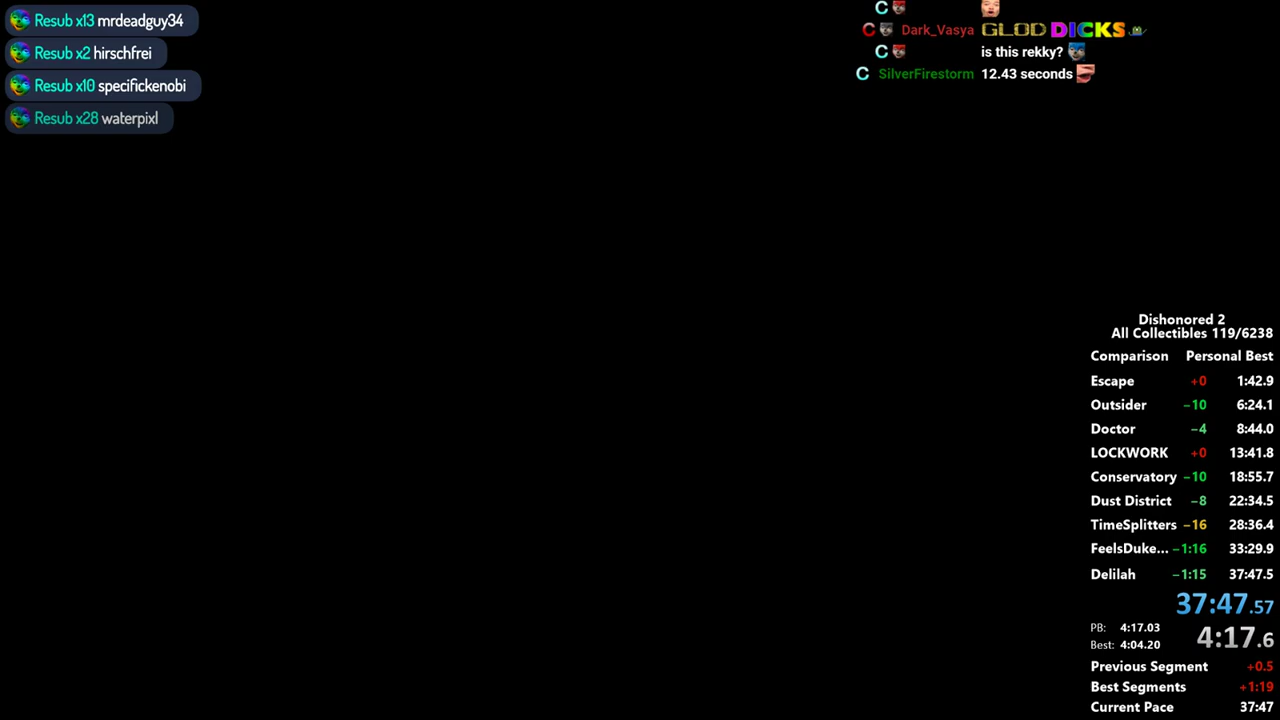 Resub x13 mrdeadguy34
Resub x2 hirschfrei
Resub x10 specifickenobi
Resub x28 waterpixl
Dark_Vasya GLOD DICKS
is this rekky?
SilverFirestorm 12.43 seconds
Dishonored 2
All Collectibles 119/6238
Comparison Personal Best
Escape +0 1:42.9
Outsider −10 6:24.1
Doctor −4 8:44.0
LOCKWORK +0 13:41.8
Conservatory −10 18:55.7
Dust District −8 22:34.5
TimeSplitters −16 28:36.4
FeelsDuke... −1:16 33:29.9
Delilah −1:15 37:47.5
37:47.57
PB: 4:17.03
4:17.6
Best: 4:04.20
Previous Segment +0.5
Best Segments +1:19
Current Pace 37:47